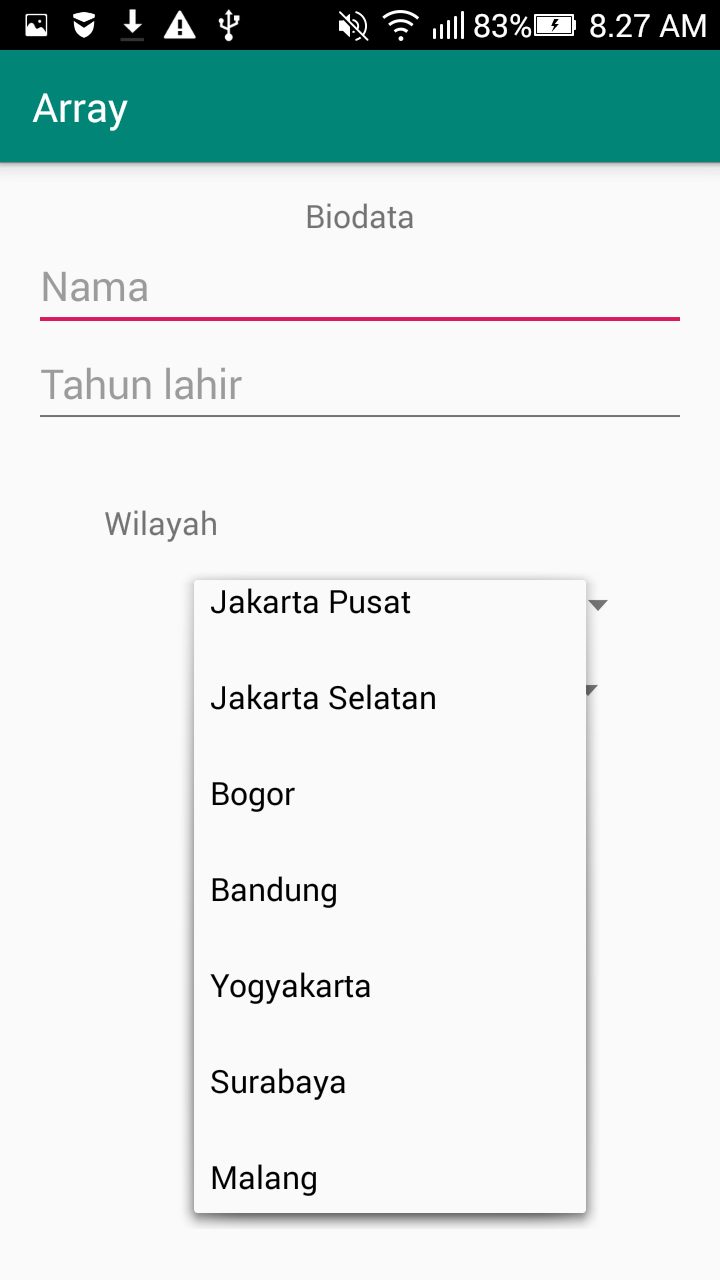 83% 8.27 AM
Array
Biodata
Nama
Tahun lahir
Wilayah
Jakarta Pusat
Jakarta Selatan
Bogor
Bandung
Yogyakarta
Surabaya
Malang